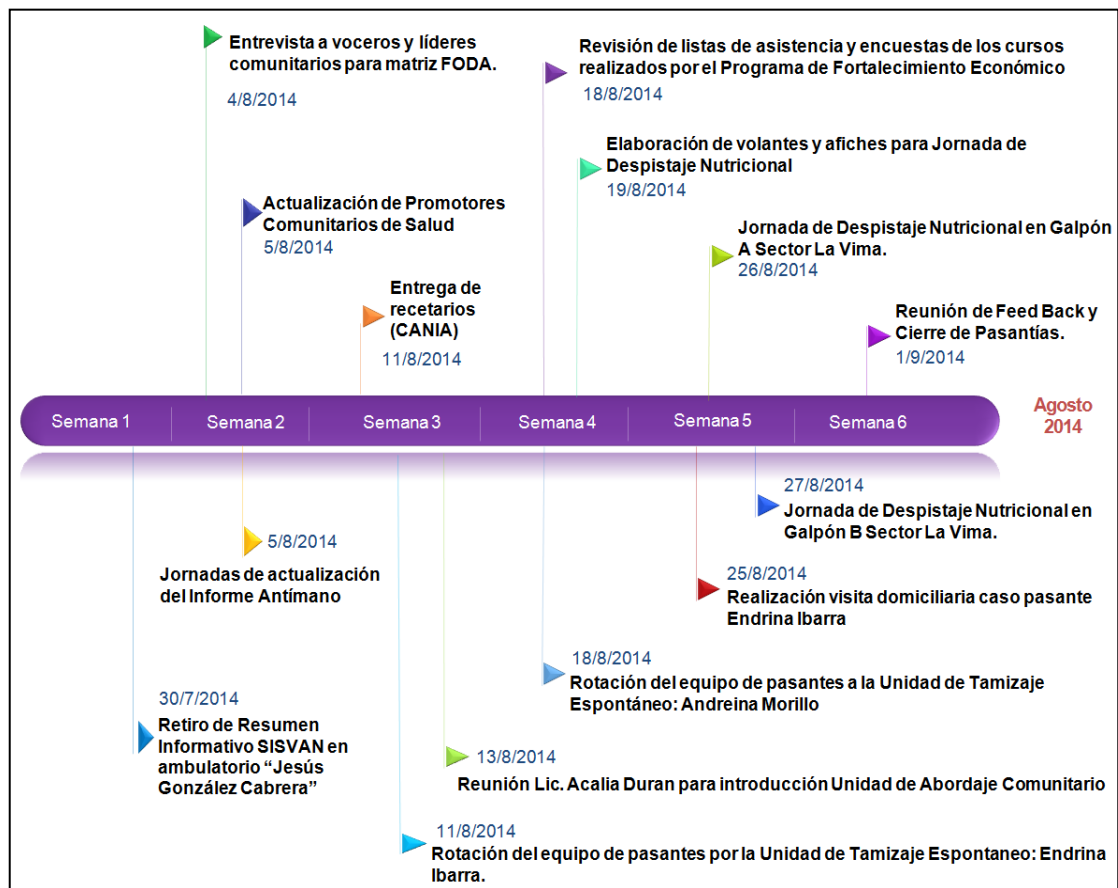 Entrevista a voceros y líderes
comunitarios para matriz FODA.
4/8/2014
Revisión de listas de asistencia y encuestas de los cursos
realizados por el Programa de Fortalecimiento Económico
18/8/2014
Elaboración de volantes y afiches para Jornada de
Despistaje Nutricional
19/8/2014
Actualización de Promotores
Comunitarios de Salud
5/8/2014
Jornada de Despistaje Nutricional en Galpón
A Sector La Vima.
26/8/2014
Entrega de
recetarios
(CANIA)
11/8/2014
Reunión de Feed Back y
Cierre de Pasantías.
1/9/2014
Semana 1
Semana 2
Semana 3
Semana 4
Semana 5
Semana 6
Agosto
2014
27/8/2014
Jornada de Despistaje Nutricional en
Galpón B Sector La Vima.
5/8/2014
Jornadas de actualización
del Informe Antímano
25/8/2014
Realización visita domiciliaria caso pasante
Endrina Ibarra
18/8/2014
Rotación del equipo de pasantes a la Unidad de Tamizaje
Espontáneo: Andreina Morillo
30/7/2014
Retiro de Resumen
Informativo SISVAN en
ambulatorio “Jesús
González Cabrera”
13/8/2014
Reunión Lic. Acalia Duran para introducción Unidad de Abordaje Comunitario
11/8/2014
Rotación del equipo de pasantes por la Unidad de Tamizaje Espontaneo: Endrina
Ibarra.